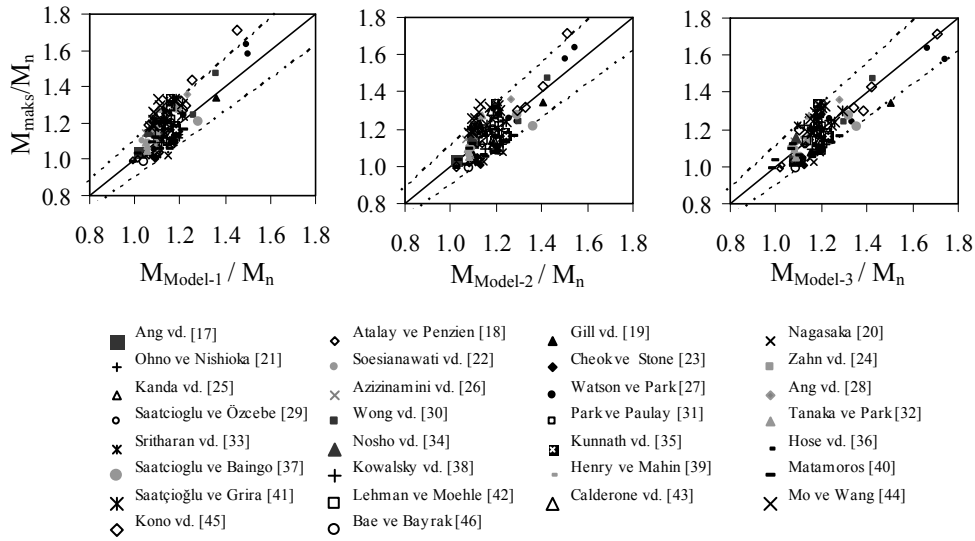 1.8 1.8 1.8
1.6 1.6 1.6
1.4 1.4 1.4
1.2 1.2 1.2
1.0 1.0 1.0
0.8 0.8 0.8
M_maks/M_n
0.8 1.0 1.2 1.4 1.6 1.8 0.8 1.0 1.2 1.4 1.6 1.8 0.8 1.0 1.2 1.4 1.6 1.8
M_Model-1 / M_n M_Model-2 / M_n M_Model-3 / M_n
Ang vd. [17] Atalay ve Penzien [18] Gill vd. [19] Nagasaka [20]
Ohno ve Nishioka [21] Soesianawati vd. [22] Cheok ve Stone [23] Zahn vd. [24]
Kanda vd. [25] Azizinamini vd. [26] Watson ve Park [27] Ang vd. [28]
Saatcioglu ve Özcebe [29] Wong vd. [30] Park ve Paulay [31] Tanaka ve Park [32]
Sritharan vd. [33] Nosho vd. [34] Kunnath vd. [35] Hose vd. [36]
Saatcioglu ve Baingo [37] Kowalsky vd. [38] Henry ve Mahin [39] Matamoros [40]
Saatçioğlu ve Grira [41] Lehman ve Moehle [42] Calderone vd. [43] Mo ve Wang [44]
Kono vd. [45] Bae ve Bayrak [46]